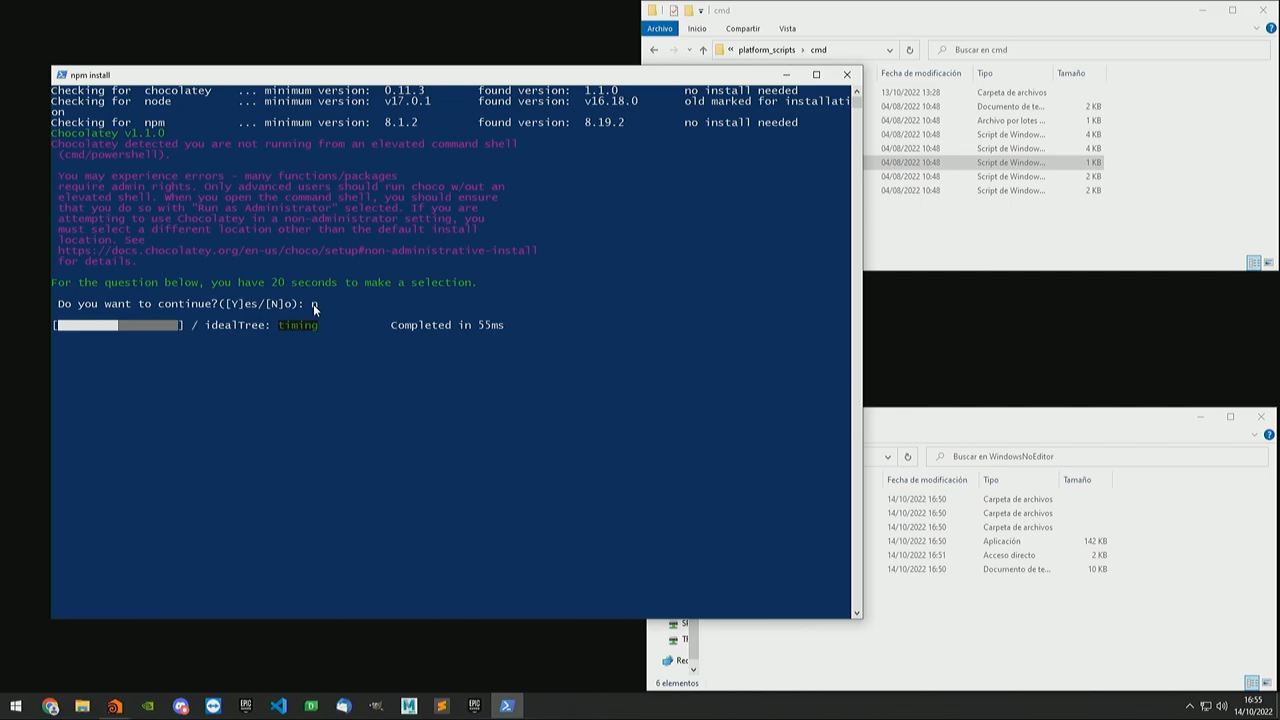 cmd
Archivo Inicio Compartir Vista
« platform_scripts › cmd
Buscar en cmd
Fecha de modificación Tipo Tamaño
13/10/2022 13:28 Carpeta de archivos
04/08/2022 10:48 Documento de te... 2 KB
04/08/2022 10:48 Archivo por lotes ... 1 KB
04/08/2022 10:48 Script de Window... 4 KB
04/08/2022 10:48 Script de Window... 4 KB
04/08/2022 10:48 Script de Window... 1 KB
04/08/2022 10:48 Script de Window... 2 KB
04/08/2022 10:48 Script de Window... 2 KB
npm install
Checking for chocolatey ... minimum version: 0.11.3 found version: 1.1.0 no install needed
Checking for node ... minimum version: v17.0.1 found version: v16.18.0 old marked for installati
on
Checking for npm ... minimum version: 8.1.2 found version: 8.19.2 no install needed
Chocolatey v1.1.0
Chocolatey detected you are not running from an elevated command shell
(cmd/powershell).
You may experience errors - many functions/packages
require admin rights. Only advanced users should run choco w/out an
elevated shell. When you open the command shell, you should ensure
that you do so with "Run as Administrator" selected. If you are
attempting to use Chocolatey in a non-administrator setting, you
must select a different location other than the default install
location. See
https://docs.chocolatey.org/en-us/choco/setup#non-administrative-install
for details.
For the question below, you have 20 seconds to make a selection.
Do you want to continue?([Y]es/[N]o): n
[ ] / idealTree: timing Completed in 55ms
Buscar en WindowsNoEditor
Fecha de modificación Tipo Tamaño
14/10/2022 16:50 Carpeta de archivos
14/10/2022 16:50 Carpeta de archivos
14/10/2022 16:50 Carpeta de archivos
14/10/2022 16:50 Aplicación 142 KB
14/10/2022 16:51 Acceso directo 2 KB
14/10/2022 16:50 Documento de te... 10 KB
6 elementos
16:55
14/10/2022